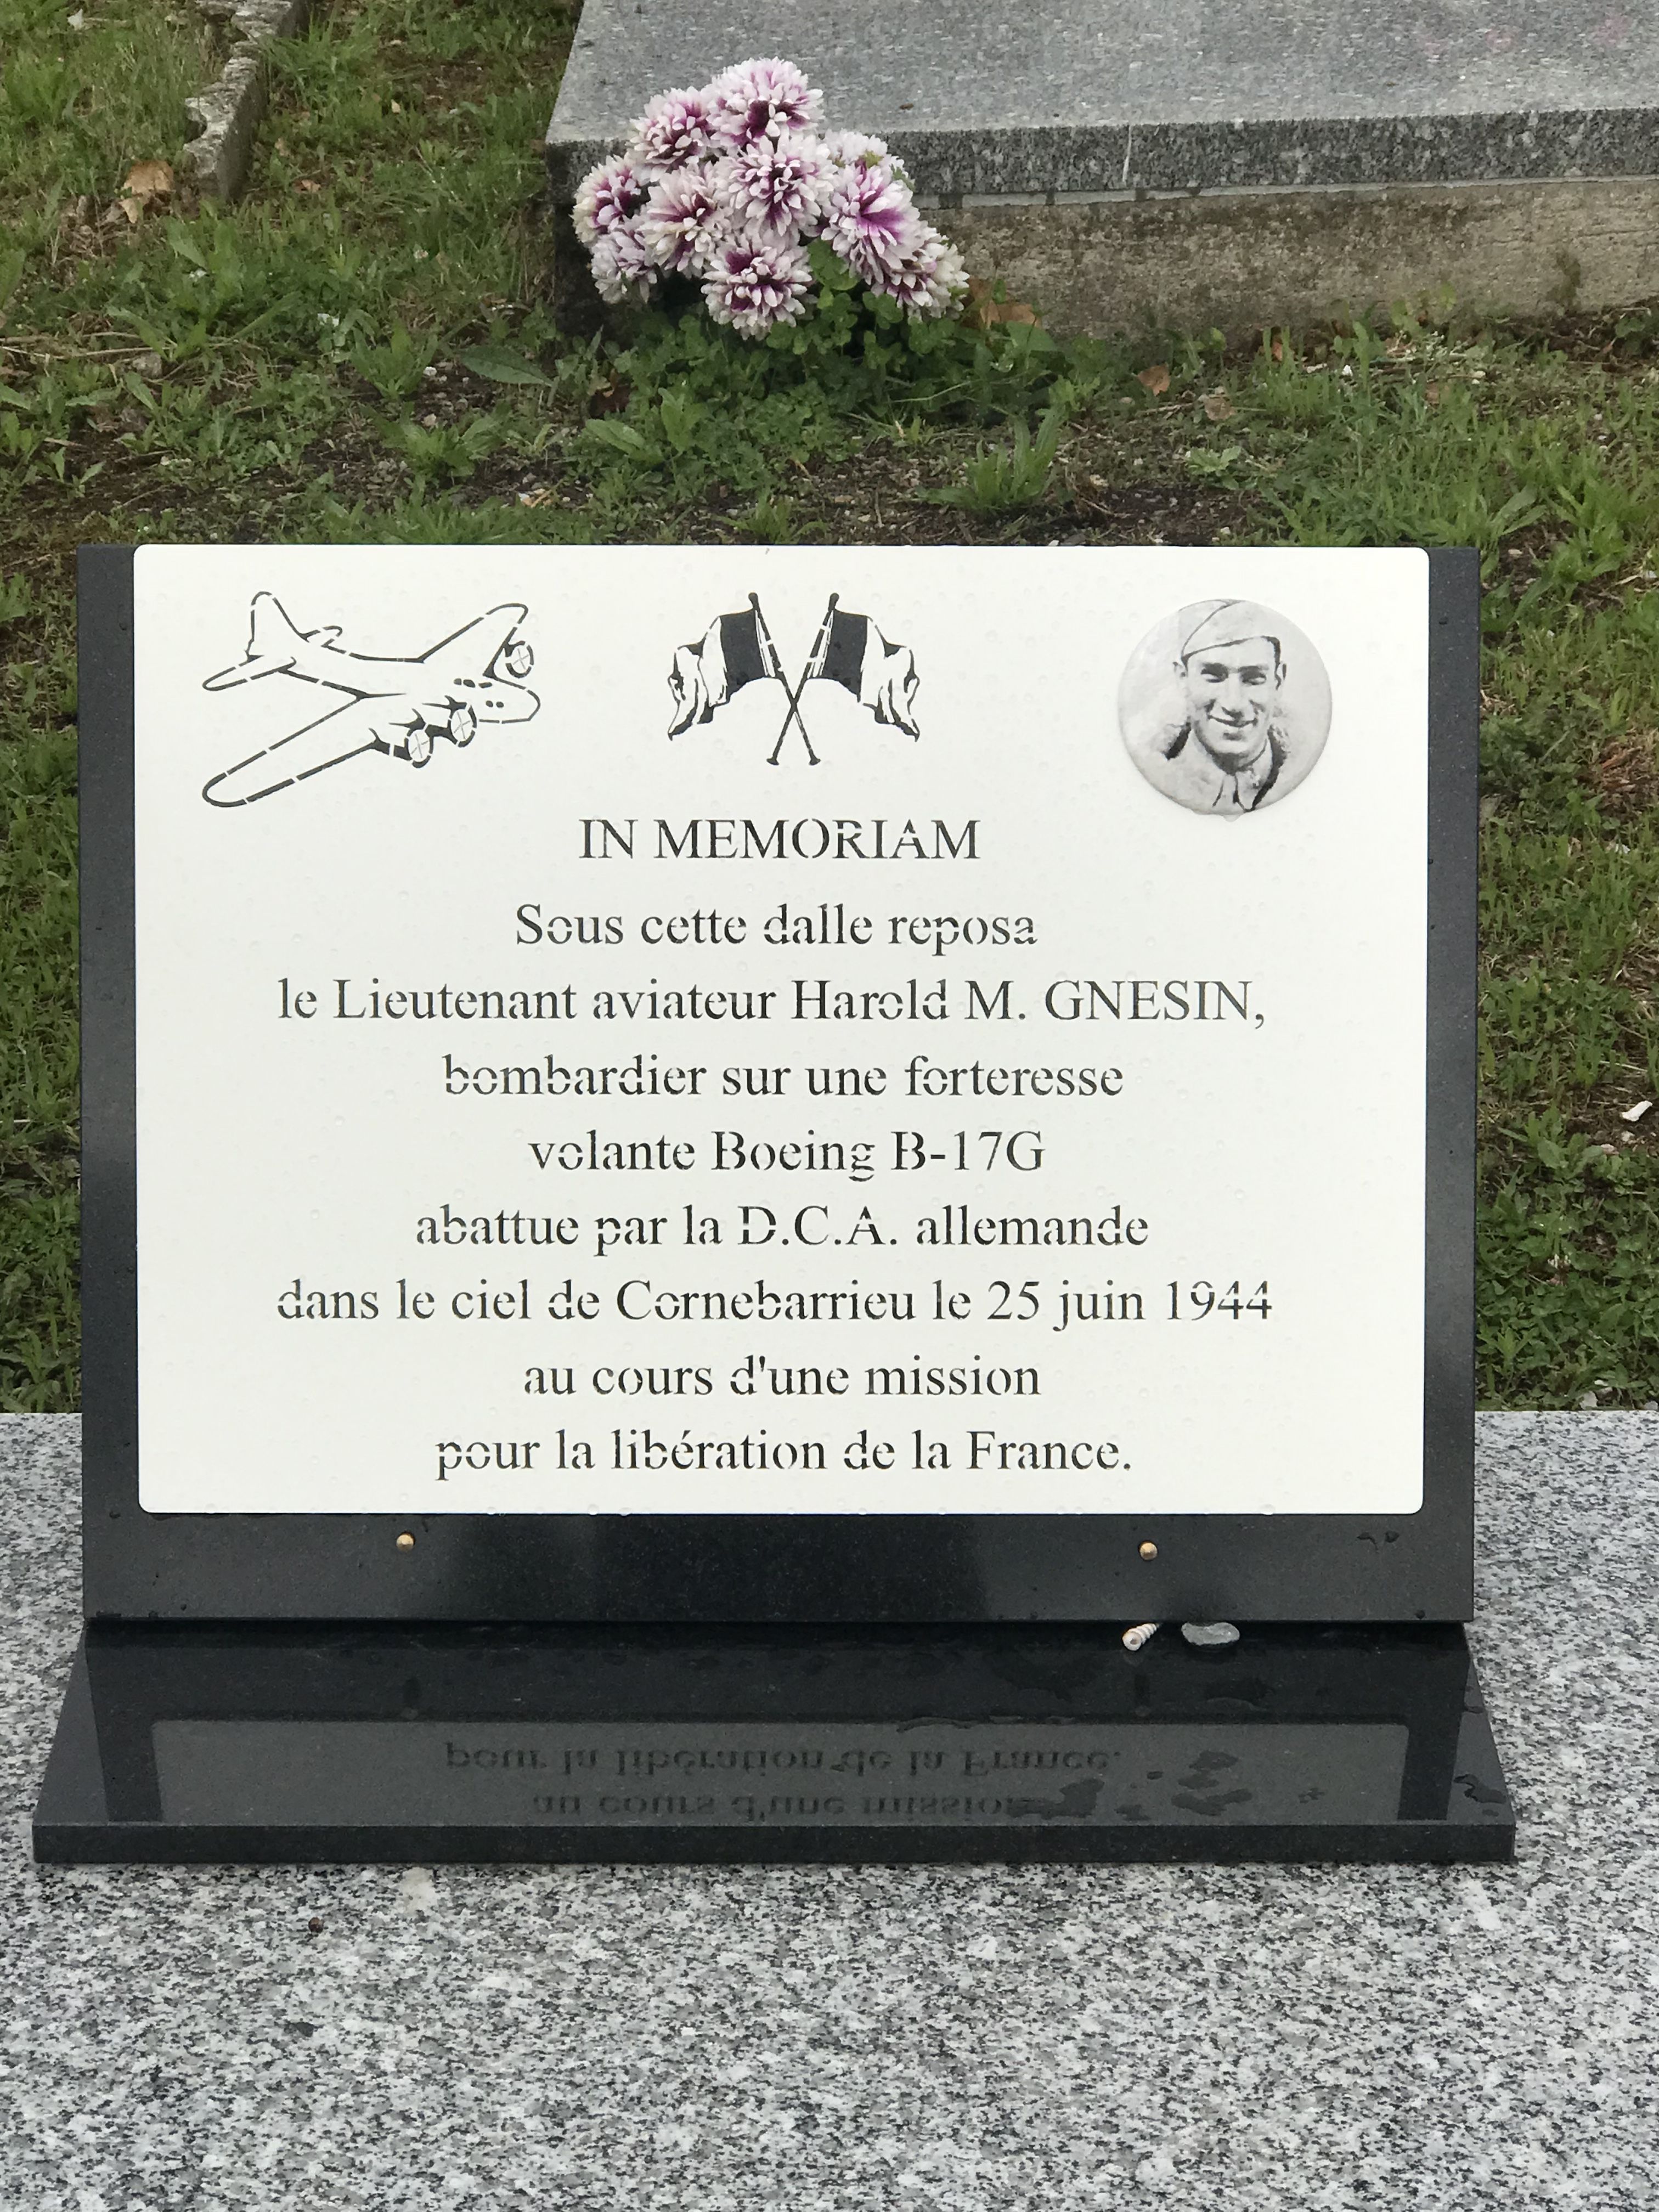 IN MEMORIAM
Sous cette dalle reposa
le Lieutenant aviateur Harold M. GNESIN,
bombardier sur une forteresse
volante Boeing B-17G
abattue par la D.C.A. allemande
dans le ciel de Cornebarrieu le 25 juin 1944
au cours d'une mission
pour la libération de la France.